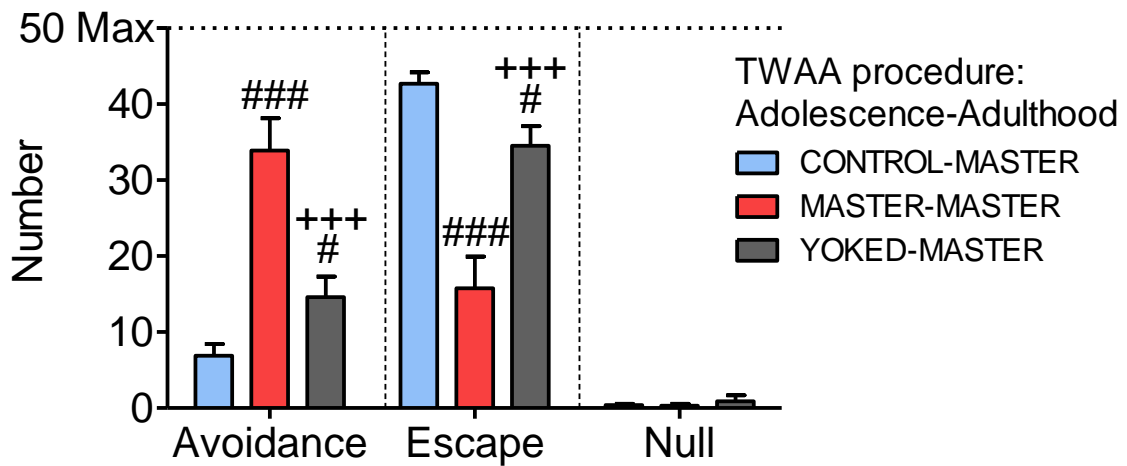 50 Max
40
30
20
10
0
Number
###
+++
#
###
+++
#
Avoidance
Escape
Null
TWAA procedure:
Adolescence-Adulthood
CONTROL-MASTER
MASTER-MASTER
YOKED-MASTER